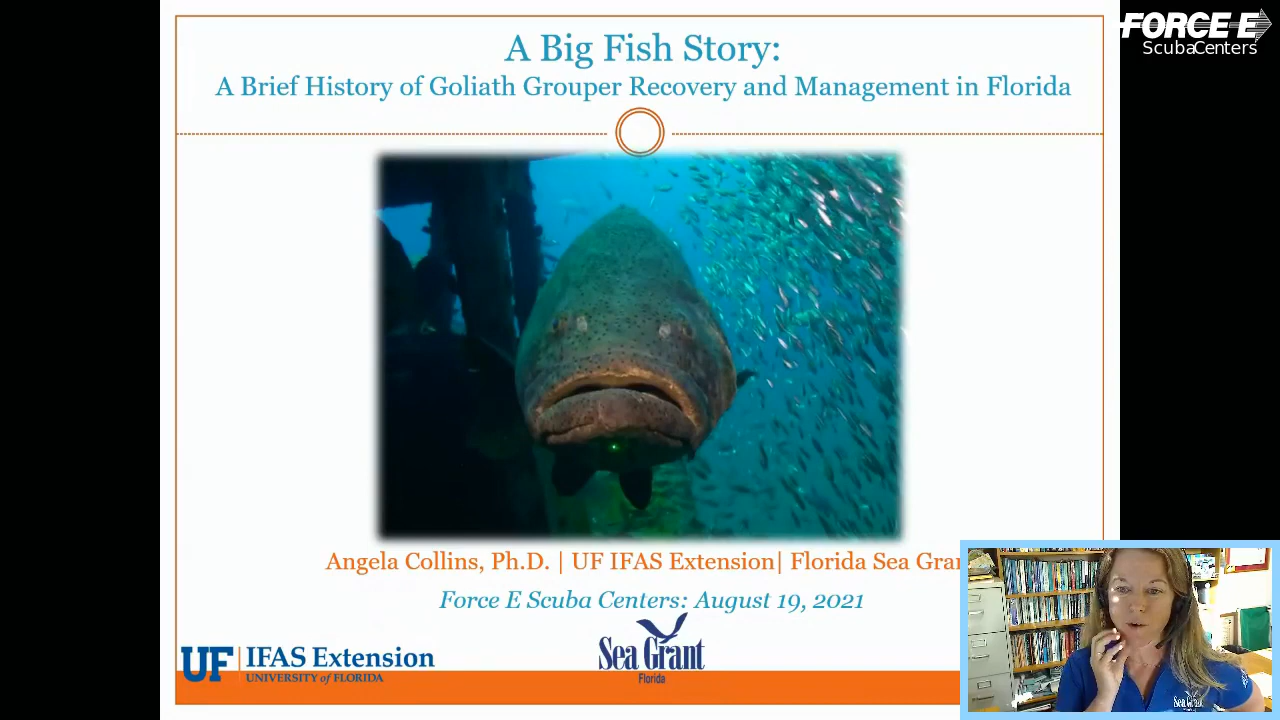 A Big Fish Story:
A Brief History of Goliath Grouper Recovery and Management in Florida
FORCE-E
ScubaCenters
Angela Collins, Ph.D. | UF IFAS Extension| Florida Sea Gran
Force E Scuba Centers: August 19, 2021
UF IFAS Extension
UNIVERSITY of FLORIDA
Sea Grant
Florida
Sea Grant